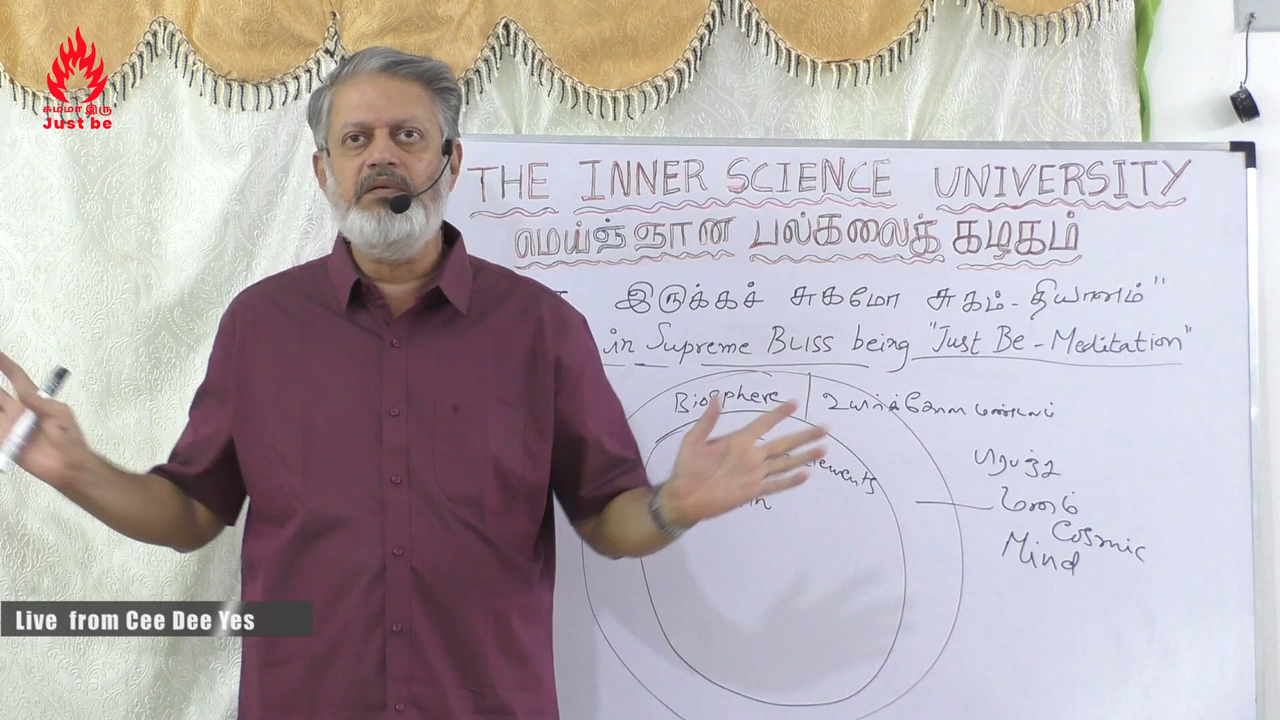 சும்மா இரு
Just be
THE INNER SCIENCE UNIVERSITY
மெய்ஞ்ஞான பல்கலைக் கழகம்
இருக்கச் சுகமோ சுகம் - தியானம்"
in Supreme BLISS being "Just Be - Meditation"
Biosphere
மனம்
Cosmic
Mind
Live from Cee Dee Yes